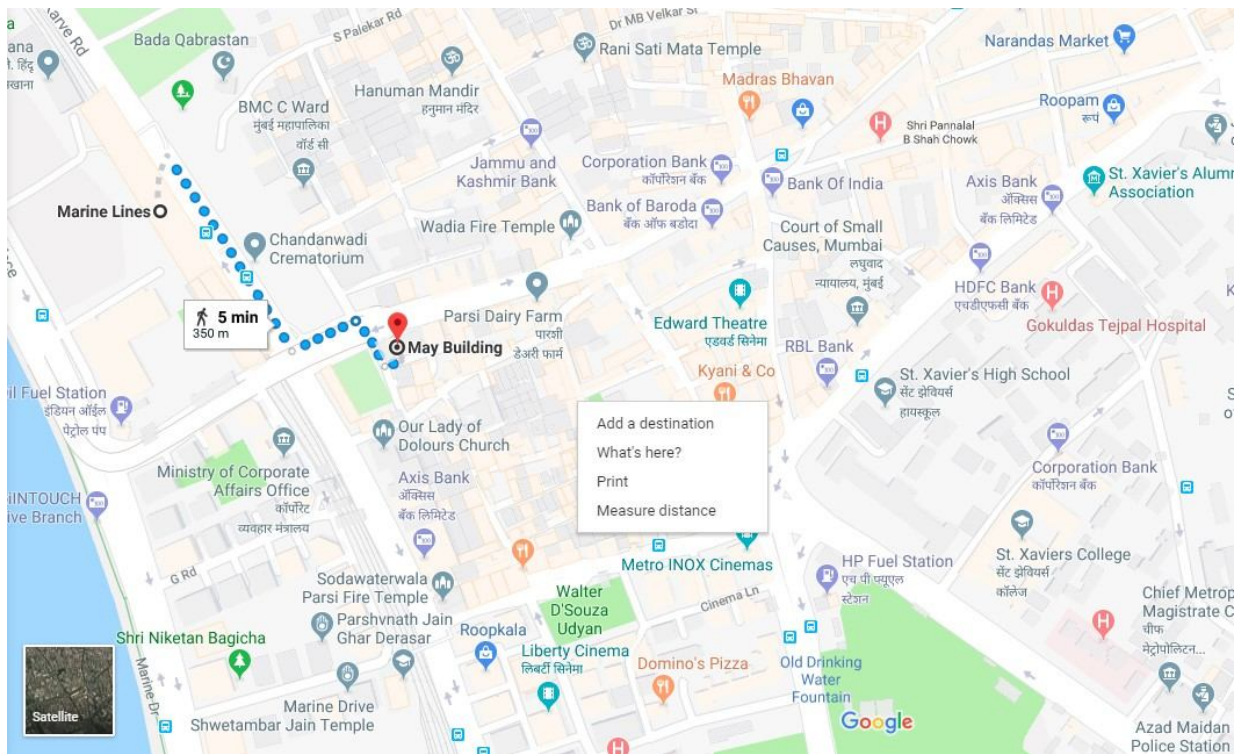 Karve Rd
Bada Qabrastan
S Palekar Rd
Dr MB Velkar St
Rani Sati Mata Temple
Narandas Market
Hanuman Mandir
हनुमान मंदिर
Madras Bhavan
BMC C Ward
मुंबई महापालिका
वॉर्ड सी
Roopam
रूपं
Shri Pannalal
B Shah Chowk
Jammu and
Kashmir Bank
Corporation Bank
कॉर्पोरेशन बँक
Bank Of India
Axis Bank
ॲक्सिस
बँक लिमिटेड
St. Xavier's Alumn
Association
Marine Lines
Bank of Baroda
बँक ऑफ बडोदा
Wadia Fire Temple
Court of Small
Causes, Mumbai
लघुवाद
न्यायालय, मुंबई
Chandanwadi
Crematorium
HDFC Bank
एचडीएफसी बँक
5 min
350 m
Parsi Dairy Farm
पारशी
डेअरी फार्म
Edward Theatre
एडवर्ड सिनेमा
Gokuldas Tejpal Hospital
May Building
RBL Bank
Kyani & Co
St. Xavier's High School
सेंट झेवियर्स
हायस्कूल
Fuel Station
इंडियन ऑईल
पेट्रोल पंप
Add a destination
What's here?
Print
Measure distance
Our Lady of
Dolours Church
Ministry of Corporate
Affairs Office
कॉर्पोरेट
व्यवहार मंत्रालय
Axis Bank
ॲक्सिस
बँक लिमिटेड
Corporation Bank
कॉर्पोरेशन बँक
INTOUCH
ive Branch
G Rd
Metro INOX Cinemas
HP Fuel Station
एच पी फ्यूएल
स्टेशन
St. Xaviers College
सेंट झेवियर्स
कॉलेज
Sodawaterwala
Parsi Fire Temple
Walter
D'Souza
Udyan
Cinema Ln
Chief Metrop
Magistrate C
चीफ
मेट्रोपोलिटन...
Parshvnath Jain
Ghar Derasar
Shri Niketan Bagicha
Roopkala
Liberty Cinema
लिबर्टी सिनेमा
Domino's Pizza
Old Drinking
Water
Fountain
Marine Dr
Marine Drive
Shwetambar Jain Temple
Satellite
Google
Azad Maidan
Police Station